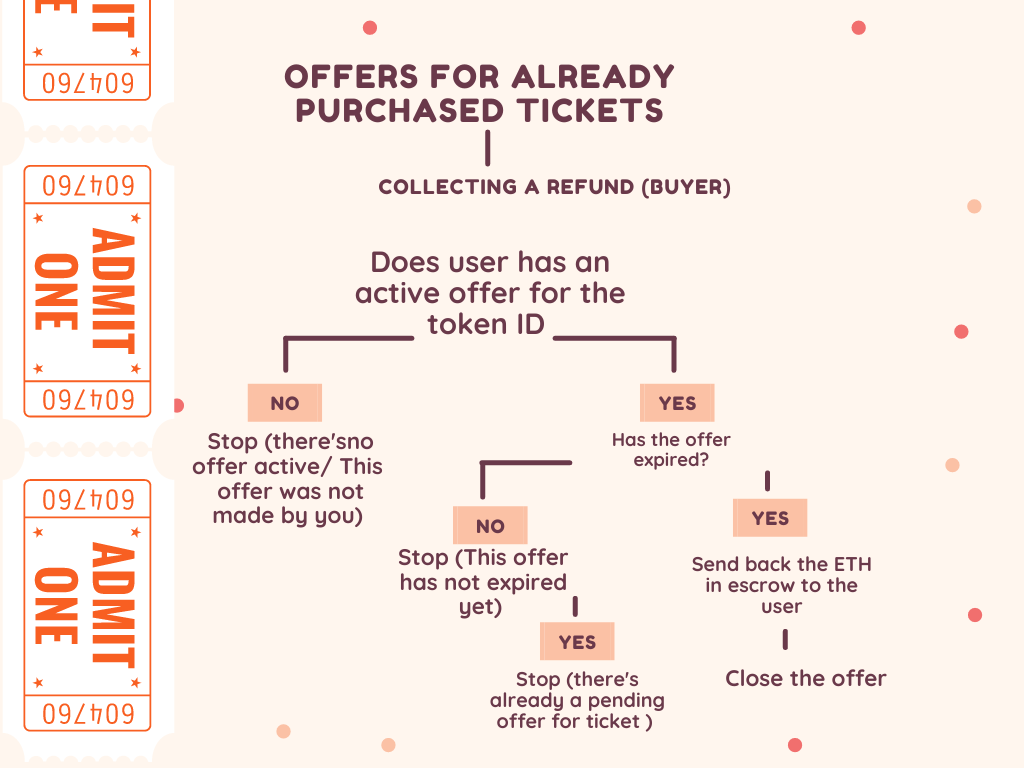 IT
E
604760
OFFERS FOR ALREADY
PURCHASED TICKETS
COLLECTING A REFUND (BUYER)
604760
ADMIT
ONE
604760
Does user has an
active offer for the
token ID
NO
Stop (there'sno
offer active/ This
offer was not
made by you)
YES
Has the offer
expired?
NO
Stop (This offer
has not expired
yet)
YES
Stop (there's
already a pending
offer for ticket )
YES
Send back the ETH
in escrow to the
user
Close the offer
604760
ADMIT
ONE
604760